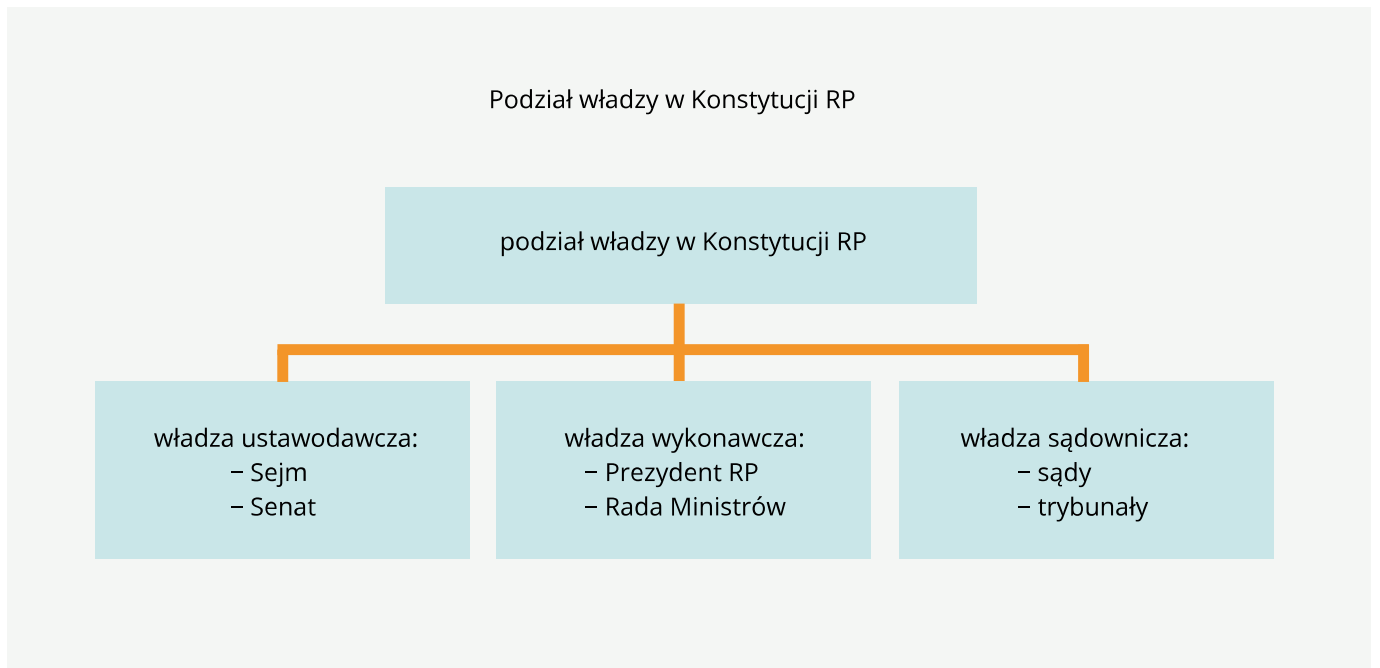 Podział władzy w Konstytucji RP
podział władzy w Konstytucji RP
władza ustawodawcza:
– Sejm
– Senat
władza wykonawcza:
– Prezydent RP
– Rada Ministrów
władza sądownicza:
– sądy
– trybunały